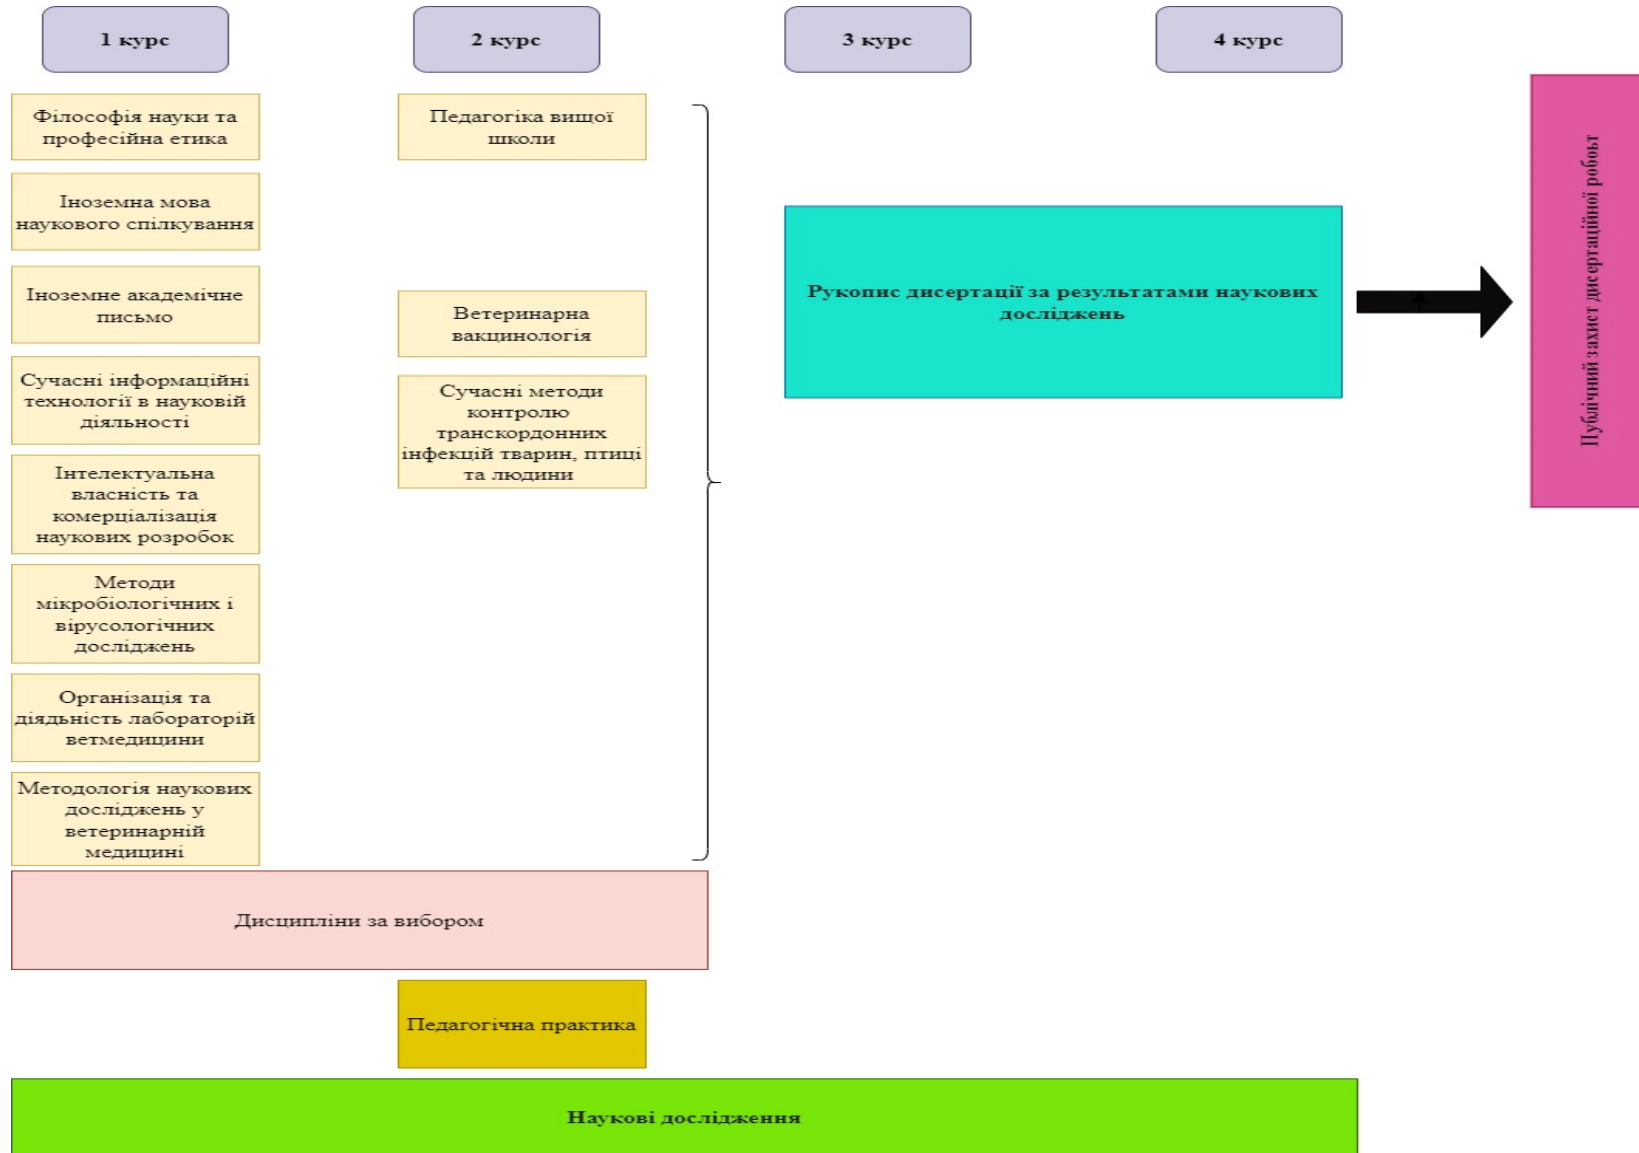 1 курс
2 курс
3 курс
4 курс
Філософія науки та
професійна етика
Іноземна мова
наукового спілкування
Іноземне академічне
письмо
Сучасні інформаційні
технології в науковій
діяльності
Інтелектуальна
власність та
комерціалізація
наукових розробок
Методи
мікробіологічних і
вірусологічних
досліджень
Організація та
діядьність лабораторій
ветмедицини
Методологія наукових
досліджень у
ветеринарній
медицині
Педагогіка вищої
школи
Ветеринарна
вакцинологія
Сучасні методи
контролю
транскордонних
інфекцій тварин, птиці
та людини
Рукопис дисертації за результатами наукових
досліджень
Публічний захист дисертаційної робоьт
Дисципліни за вибором
Педагогічна практика
Наукові дослідження